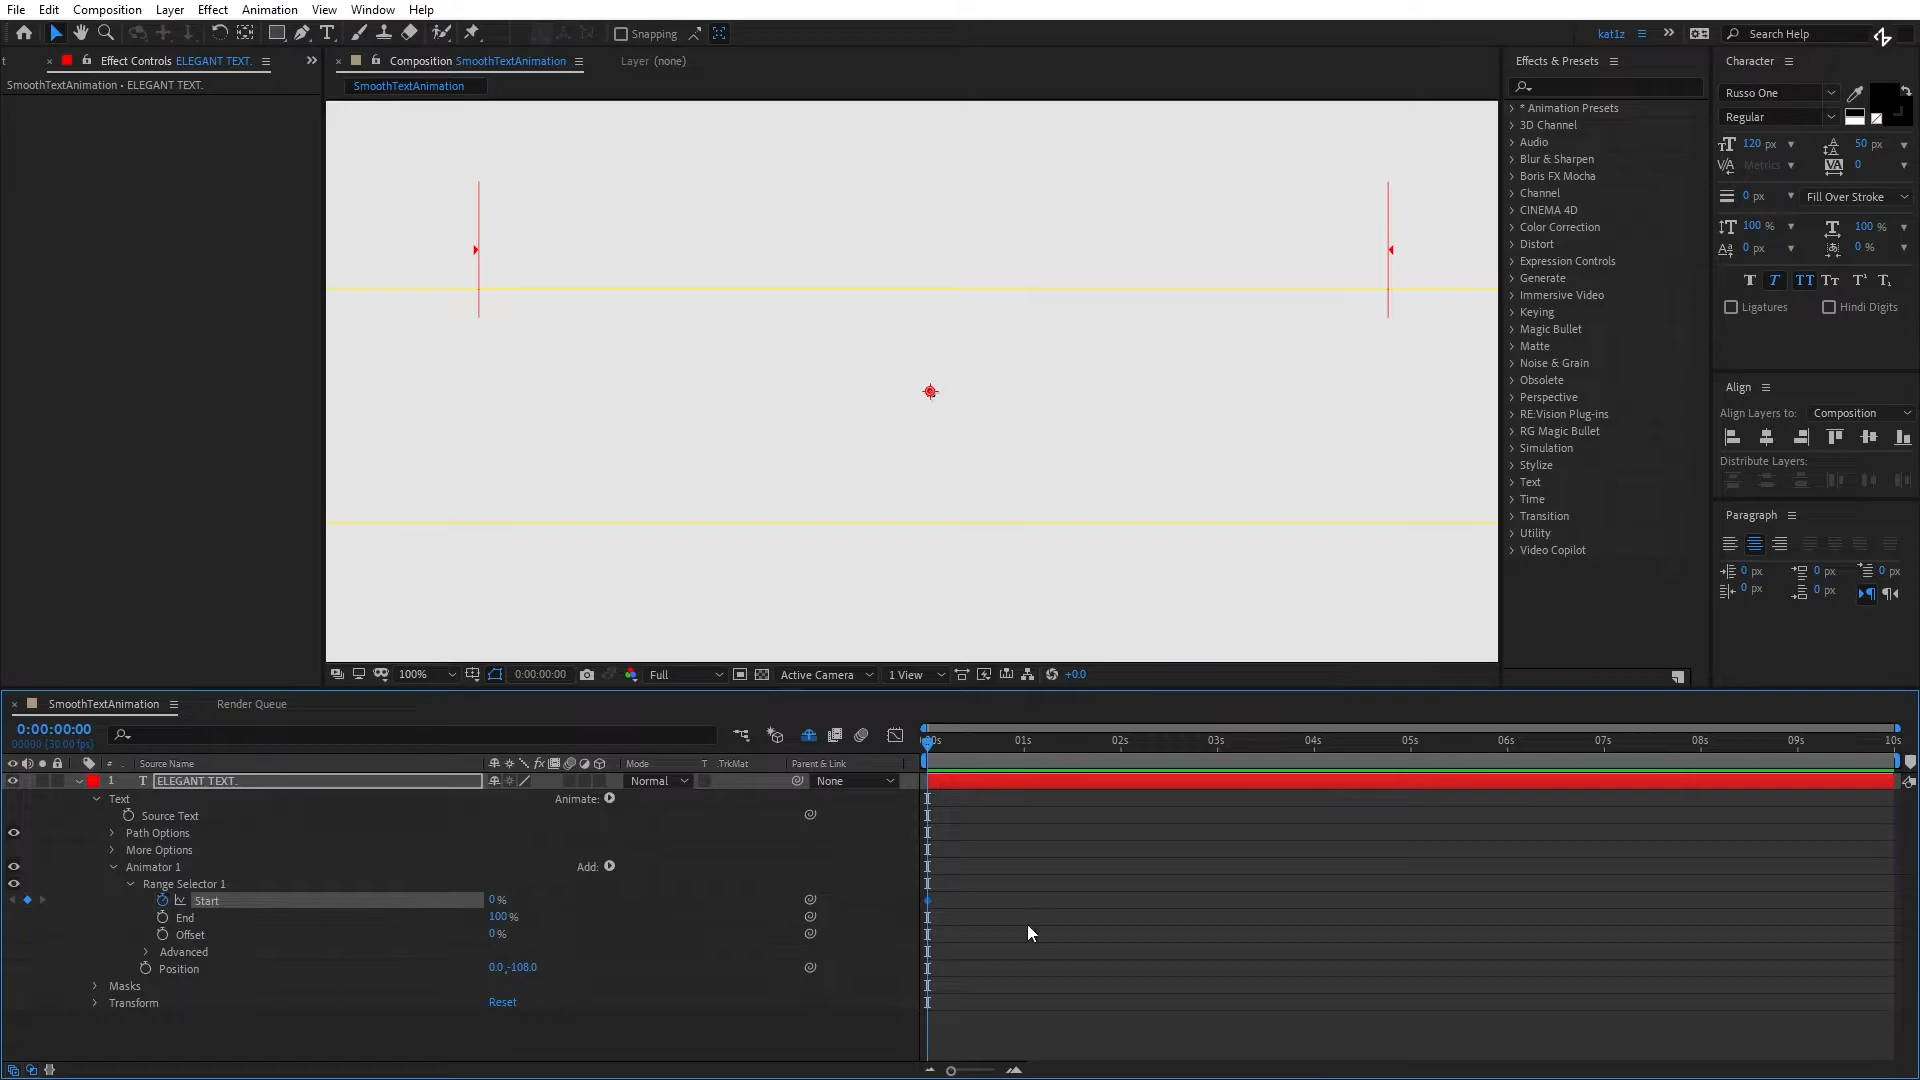 File Edit Composition Layer Effect Animation View Window Help
Snapping
kat1z
Search Help
Effect Controls ELEGANT TEXT.
Composition SmoothTextAnimation
Layer (none)
SmoothTextAnimation • ELEGANT TEXT.
SmoothTextAnimation
Effects & Presets
* Animation Presets
3D Channel
Audio
Blur & Sharpen
Boris FX Mocha
Channel
CINEMA 4D
Color Correction
Distort
Expression Controls
Generate
Immersive Video
Keying
Magic Bullet
Matte
Noise & Grain
Obsolete
Perspective
RE:Vision Plug-ins
RG Magic Bullet
Simulation
Stylize
Text
Time
Transition
Utility
Video Copilot
Character
Russo One
Regular
120 px 50 px
Metrics 0
0 px Fill Over Stroke
100 % 100 %
0 px 0 %
Ligatures Hindi Digits
Align
Align Layers to: Composition
Distribute Layers:
Paragraph
0 px 0 px 0 px
0 px 0 px
100% 0:00:00:00 Full Active Camera 1 View +0.0
SmoothTextAnimation Render Queue
0:00:00:00
00000 (30.00 fps)
:00s 01s 02s 03s 04s 05s 06s 07s 08s 09s 10s
# Source Name Mode T .TrkMat Parent & Link
1 T ELEGANT TEXT. Normal None
Text Animate:
Source Text
Path Options
More Options
Animator 1 Add:
Range Selector 1
Start 0 %
End 100 %
Offset 0 %
Advanced
Position 0.0,-108.0
Masks
Transform Reset